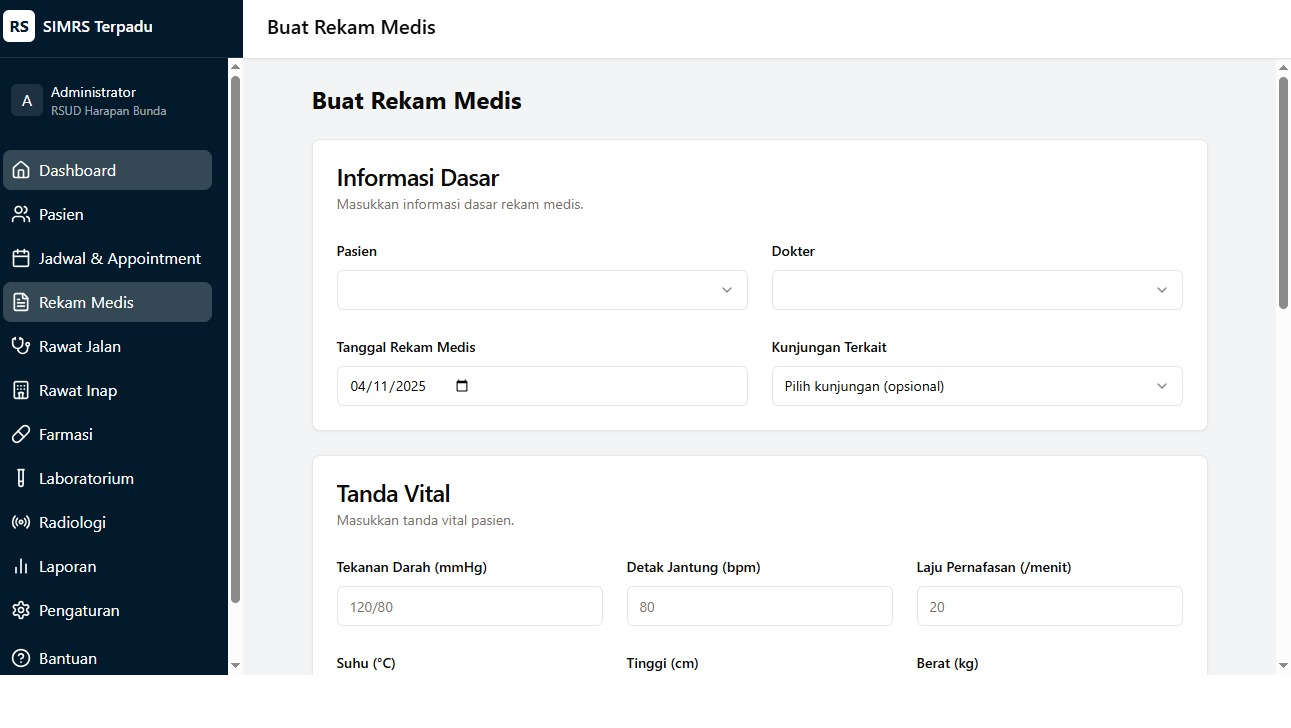 RS SIMRS Terpadu
Buat Rekam Medis
A Administrator
RSUD Harapan Bunda
Dashboard
Pasien
Jadwal & Appointment
Rekam Medis
Rawat Jalan
Rawat Inap
Farmasi
Laboratorium
Radiologi
Laporan
Pengaturan
Bantuan
Buat Rekam Medis
Informasi Dasar
Masukkan informasi dasar rekam medis.
Pasien Dokter
Tanggal Rekam Medis Kunjungan Terkait
04/11/2025 Pilih kunjungan (opsional)
Tanda Vital
Masukkan tanda vital pasien.
Tekanan Darah (mmHg) Detak Jantung (bpm) Laju Pernafasan (/menit)
120/80 80 20
Suhu (°C) Tinggi (cm) Berat (kg)